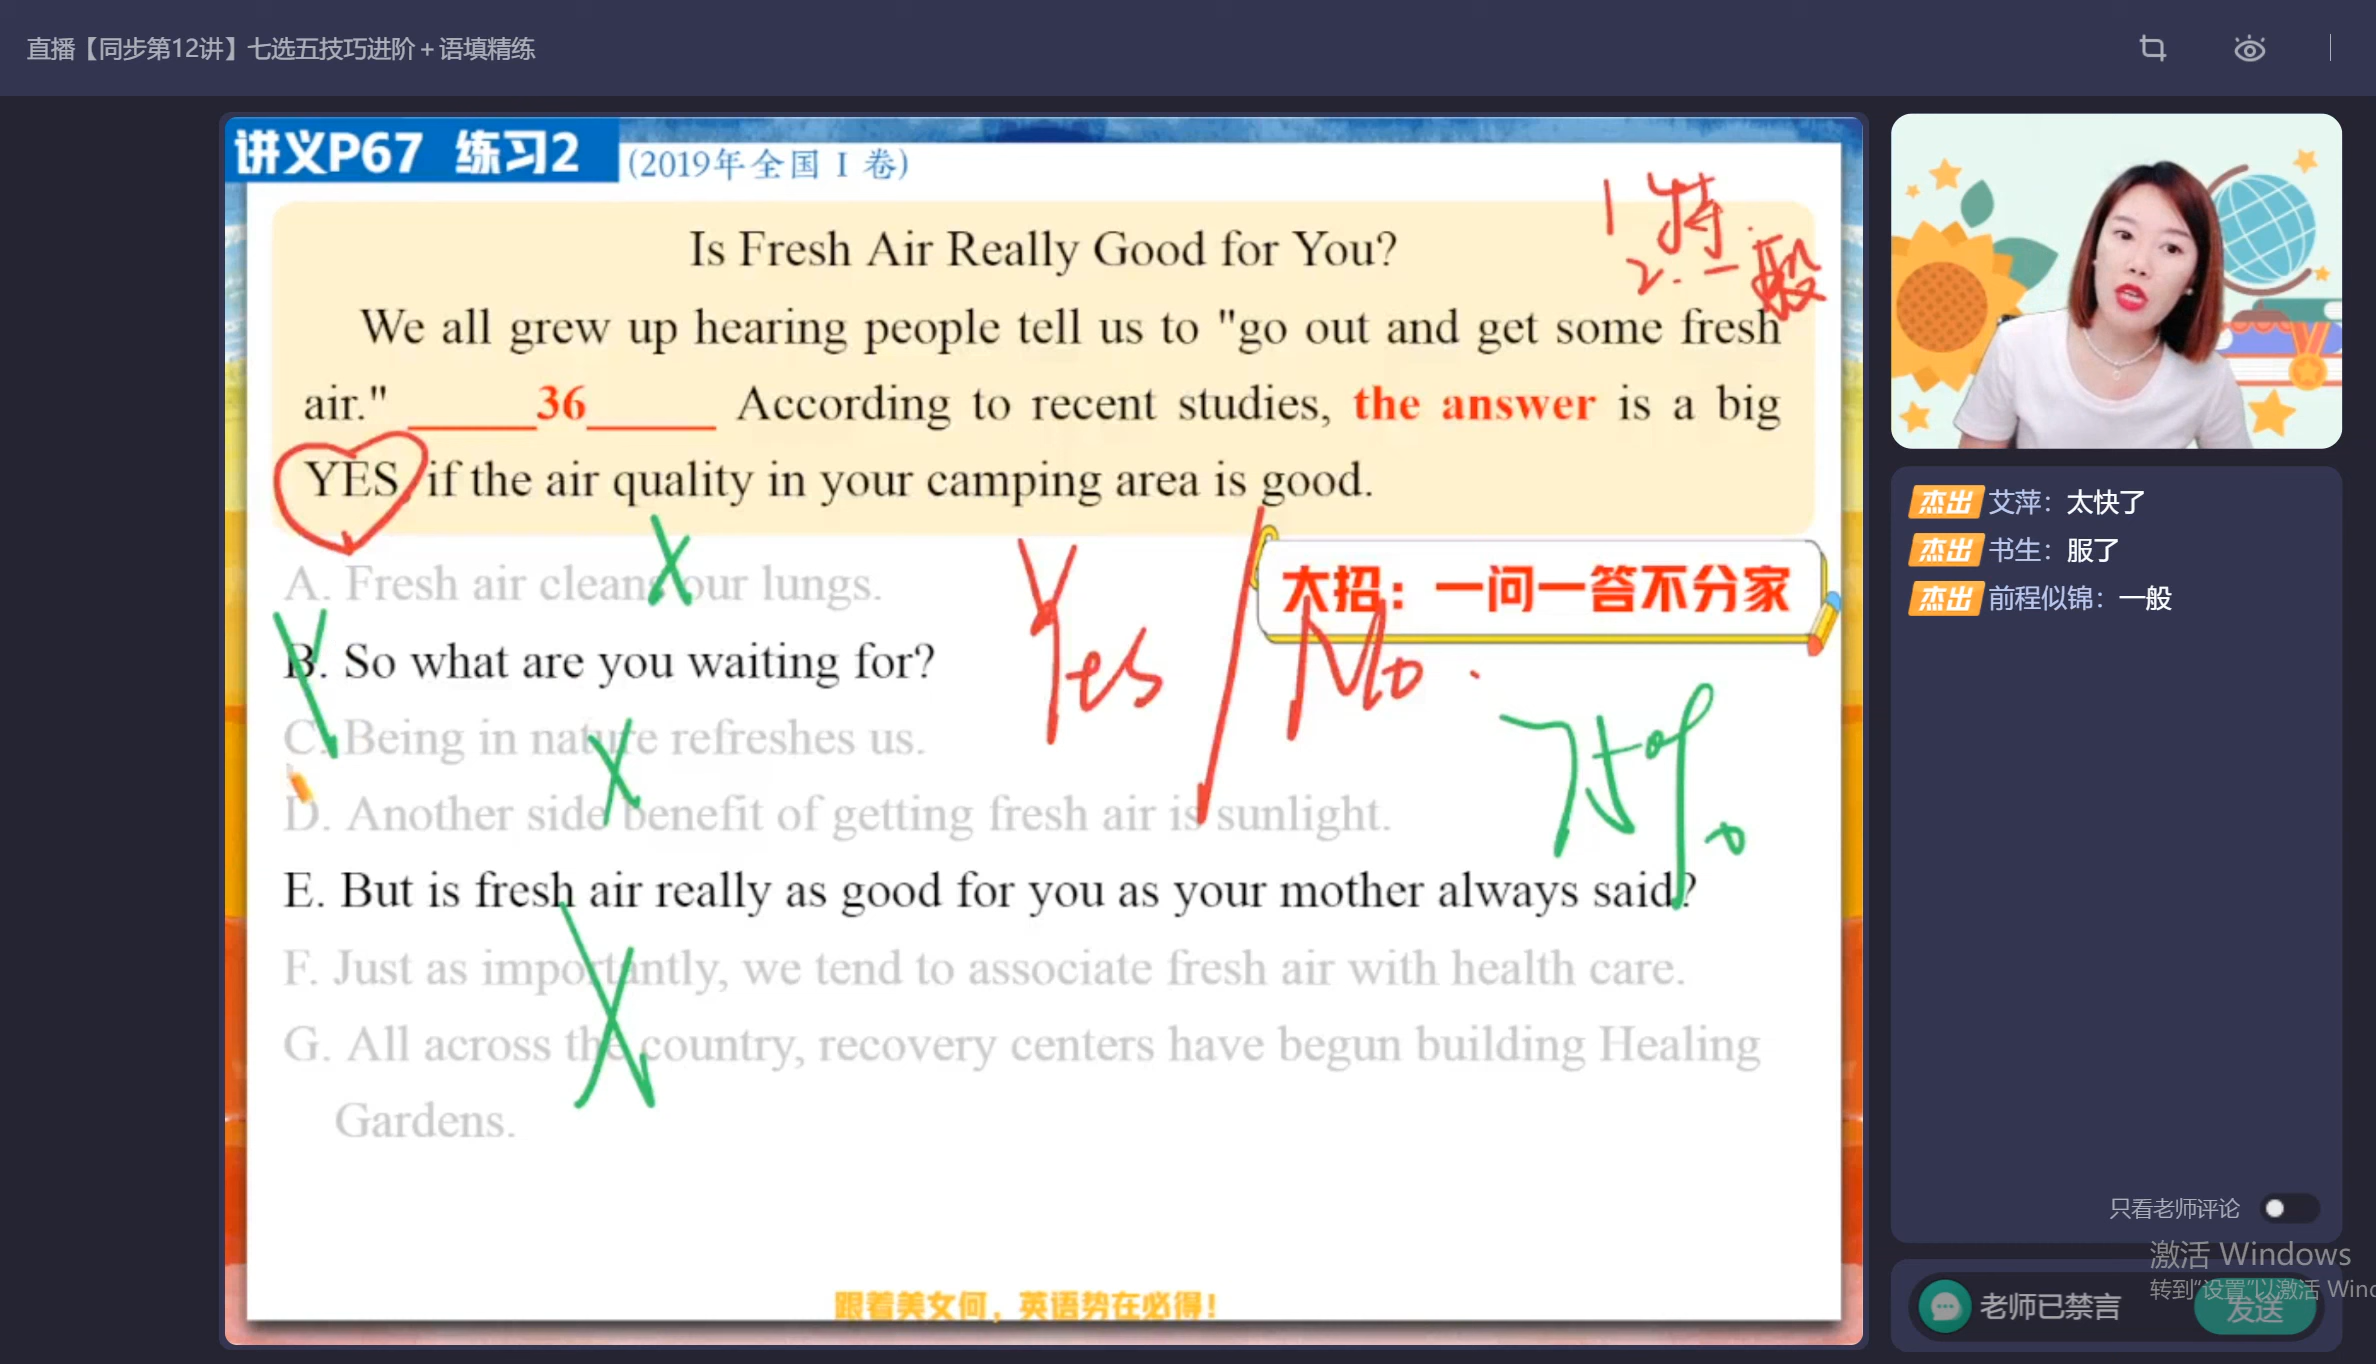 直播【同步第12讲】七选五技巧进阶+语填精练
讲义P67 练习2
(2019年全国 I 卷)
1 特.
2. 一般
Is Fresh Air Really Good for You?
We all grew up hearing people tell us to "go out and get some fresh
air." ____36____ According to recent studies, the answer is a big
YES, if the air quality in your camping area is good.
大招：一问一答不分家
A. Fresh air cleans our lungs.
B. So what are you waiting for?
Yes / No.
C. Being in nature refreshes us.
D. Another side benefit of getting fresh air is sunlight.
E. But is fresh air really as good for you as your mother always said?
F. Just as importantly, we tend to associate fresh air with health care.
G. All across the country, recovery centers have begun building Healing
Gardens.
跟着美女何，英语势在必得！
杰出 艾萍：太快了
杰出 书生：服了
杰出 前程似锦：一般
只看老师评论
激活 Windows
转到"设置"以激活 Winc
老师已禁言
发送